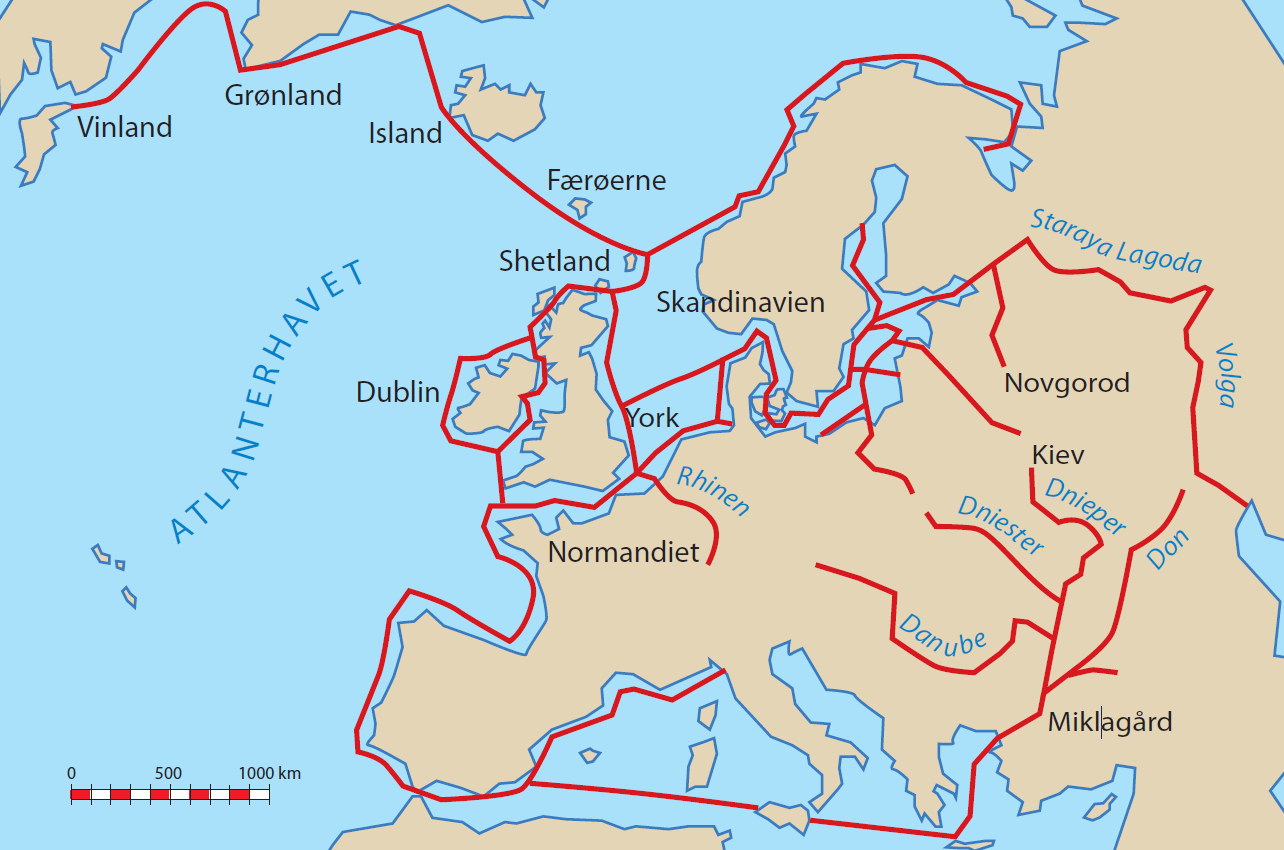 Grønland
Vinland
Island
Færøerne
Shetland
Skandinavien
Staraya Lagoda
ATLANTERHAVET
Dublin
York
Novgorod
Volga
Kiev
Rhinen
Dniester
Dnieper
Don
Normandiet
Danube
Miklagård
0 500 1000 km